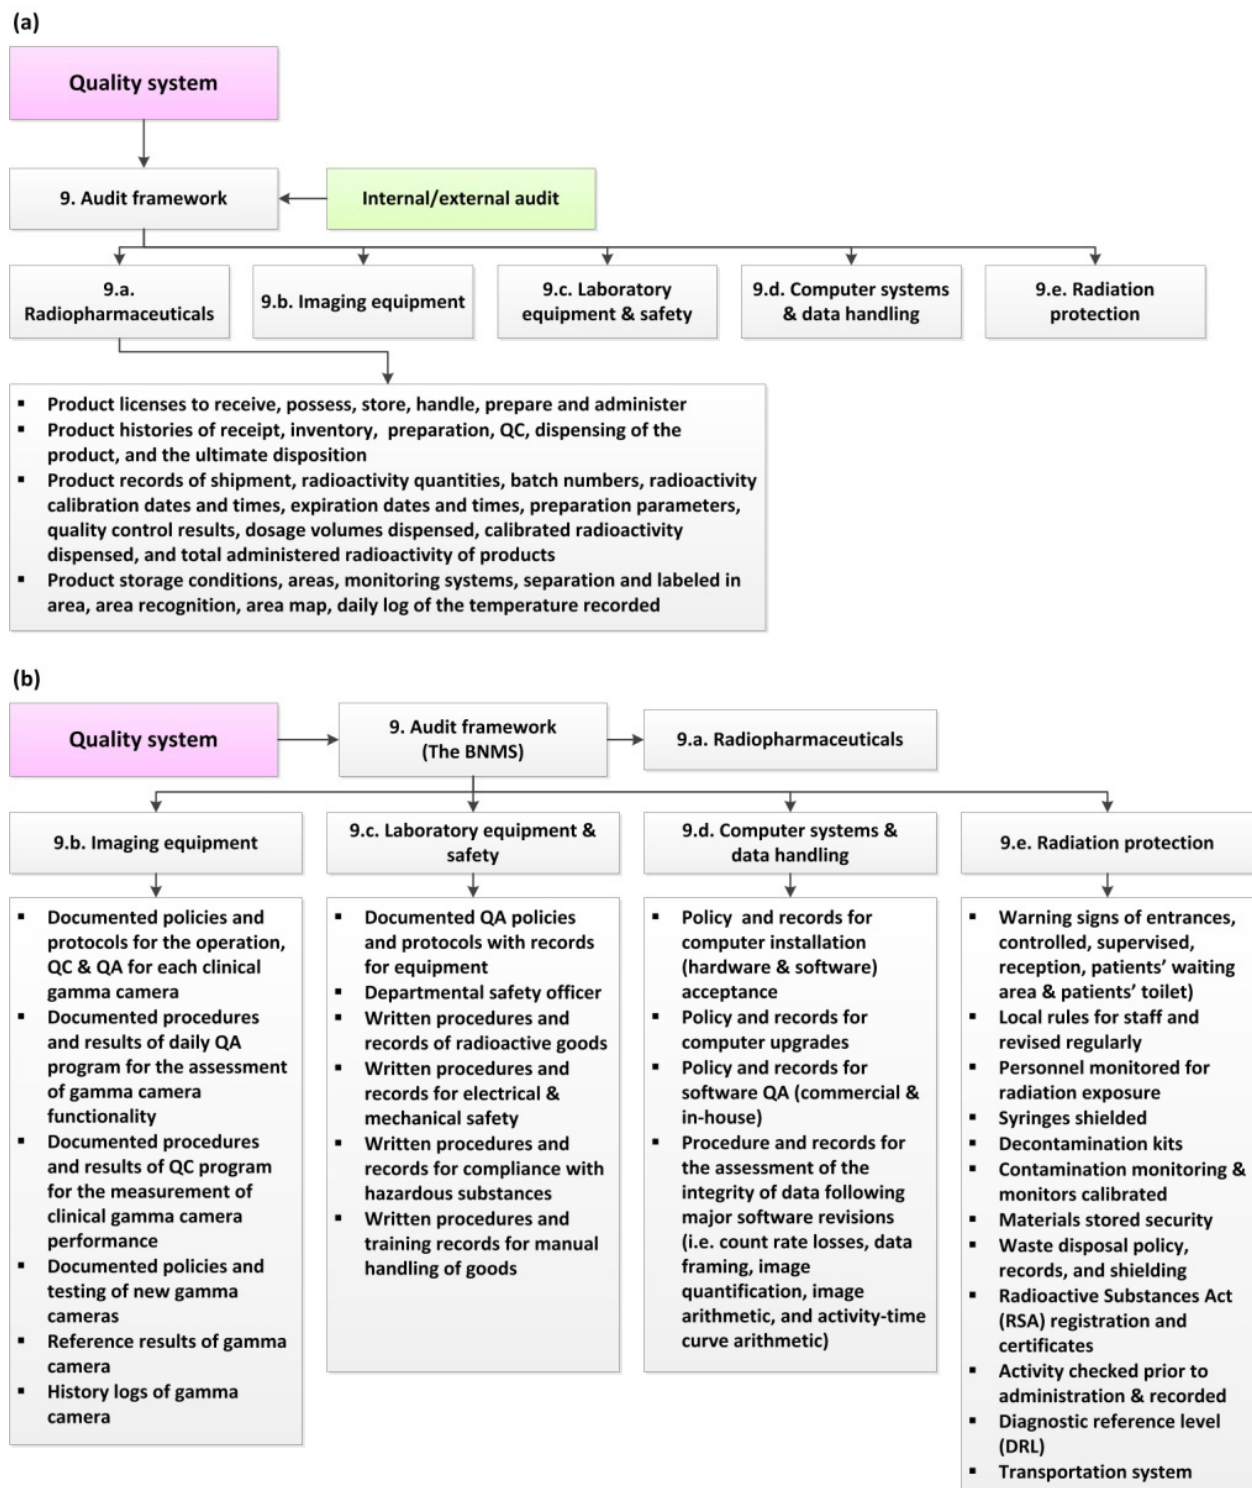 (a)
Quality system
9. Audit framework
Internal/external audit
9.a.
Radiopharmaceuticals
9.b. Imaging equipment
9.c. Laboratory
equipment & safety
9.d. Computer systems
& data handling
9.e. Radiation
protection
▪ Product licenses to receive, possess, store, handle, prepare and administer
▪ Product histories of receipt, inventory,  preparation, QC, dispensing of the
product, and the ultimate disposition
▪ Product records of shipment, radioactivity quantities, batch numbers, radioactivity
calibration dates and times, expiration dates and times, preparation parameters,
quality control results, dosage volumes dispensed, calibrated radioactivity
dispensed, and total administered radioactivity of products
▪ Product storage conditions, areas, monitoring systems, separation and labeled in
area, area recognition, area map, daily log of the temperature recorded
(b)
Quality system
9. Audit framework
(The BNMS)
9.a. Radiopharmaceuticals
9.b. Imaging equipment
9.c. Laboratory equipment &
safety
9.d. Computer systems &
data handling
9.e. Radiation protection
▪ Documented policies and
protocols for the operation,
QC & QA for each clinical
gamma camera
▪ Documented procedures
and results of daily QA
program for the assessment
of gamma camera
functionality
▪ Documented procedures
and results of QC program
for the measurement of
clinical gamma camera
performance
▪ Documented policies and
testing of new gamma
cameras
▪ Reference results of gamma
camera
▪ History logs of gamma
camera
▪ Documented QA policies
and protocols with records
for equipment
▪ Departmental safety officer
▪ Written procedures and
records of radioactive goods
▪ Written procedures and
records for electrical &
mechanical safety
▪ Written procedures and
records for compliance with
hazardous substances
▪ Written procedures and
training records for manual
handling of goods
▪ Policy  and records for
computer installation
(hardware & software)
acceptance
▪ Policy and records for
computer upgrades
▪ Policy and records for
software QA (commercial &
in-house)
▪ Procedure and records for
the assessment of the
integrity of data following
major software revisions
(i.e. count rate losses, data
framing, image
quantification, image
arithmetic, and activity-time
curve arithmetic)
▪ Warning signs of entrances,
controlled, supervised,
reception, patients’ waiting
area & patients’ toilet)
▪ Local rules for staff and
revised regularly
▪ Personnel monitored for
radiation exposure
▪ Syringes shielded
▪ Decontamination kits
▪ Contamination monitoring &
monitors calibrated
▪ Materials stored security
▪ Waste disposal policy,
records, and shielding
▪ Radioactive Substances Act
(RSA) registration and
certificates
▪ Activity checked prior to
administration & recorded
▪ Diagnostic reference level
(DRL)
▪ Transportation system